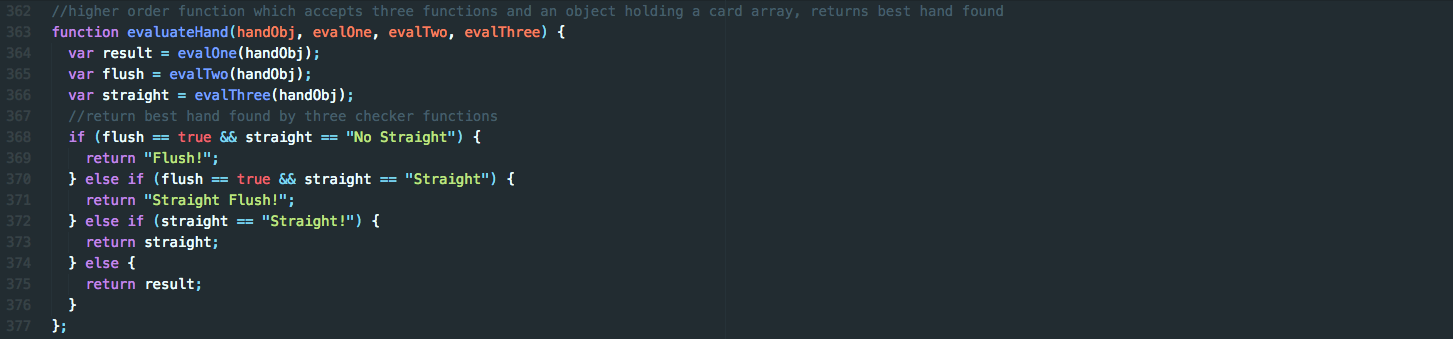 362 //higher order function which accepts three functions and an object holding a card array, returns best hand found
363 function evaluateHand(handObj, evalOne, evalTwo, evalThree) {
364   var result = evalOne(handObj);
365   var flush = evalTwo(handObj);
366   var straight = evalThree(handObj);
367   //return best hand found by three checker functions
368   if (flush == true && straight == "No Straight") {
369     return "Flush!";
370   } else if (flush == true && straight == "Straight") {
371     return "Straight Flush!";
372   } else if (straight == "Straight!") {
373     return straight;
374   } else {
375     return result;
376   }
377 };